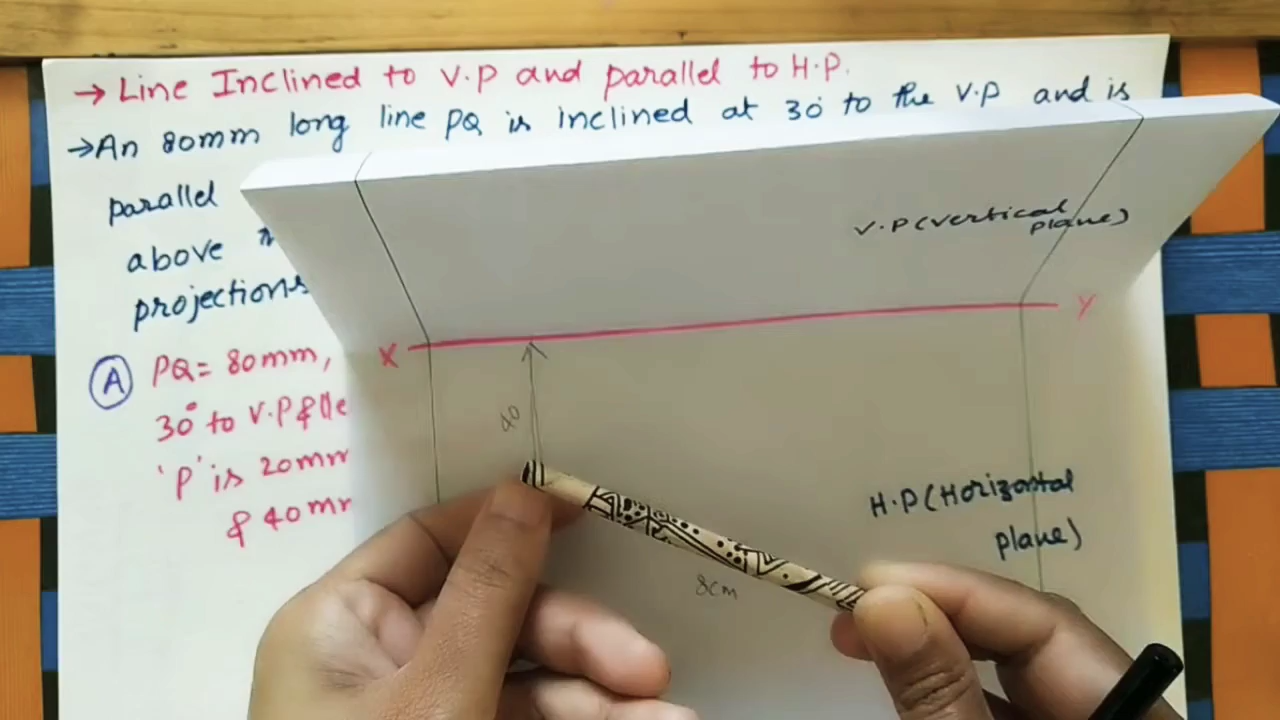 → Line Inclined to V.P and parallel to H.P.
→ An 80mm long line PQ is inclined at 30° to the V.P and is
parallel
above
projections
V.P (Vertical
plane)
X Y
A PQ = 80mm,
30° to V.P & lle
'P' is 20mm
& 40m
40
8cm
H.P (Horizontal
plane)